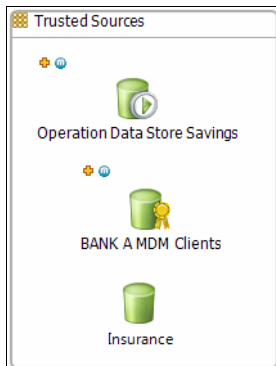 Trusted Sources
m
Operation Data Store Savings
m
BANK A MDM Clients
Insurance